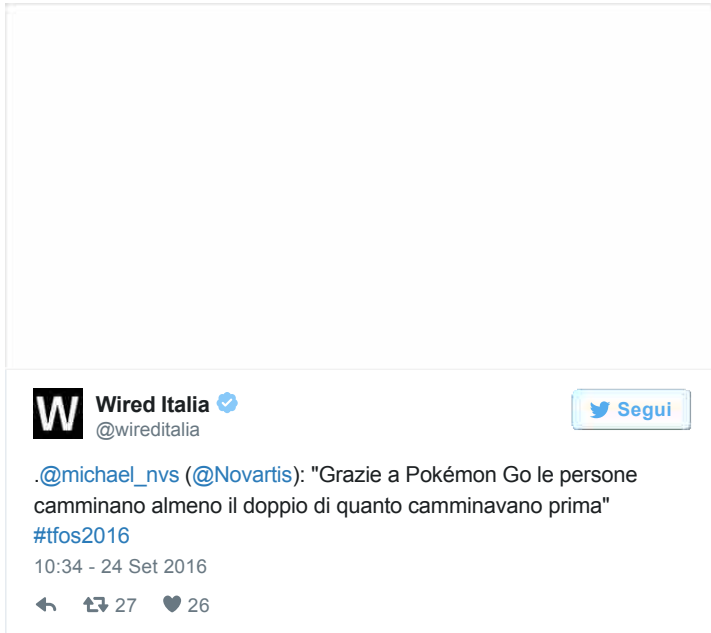 W Wired Italia
Segui
@wireditalia
.@michael_nvs (@Novartis): "Grazie a Pokémon Go le persone
camminano almeno il doppio di quanto camminavano prima"
#tfos2016
10:34 - 24 Set 2016
27 26